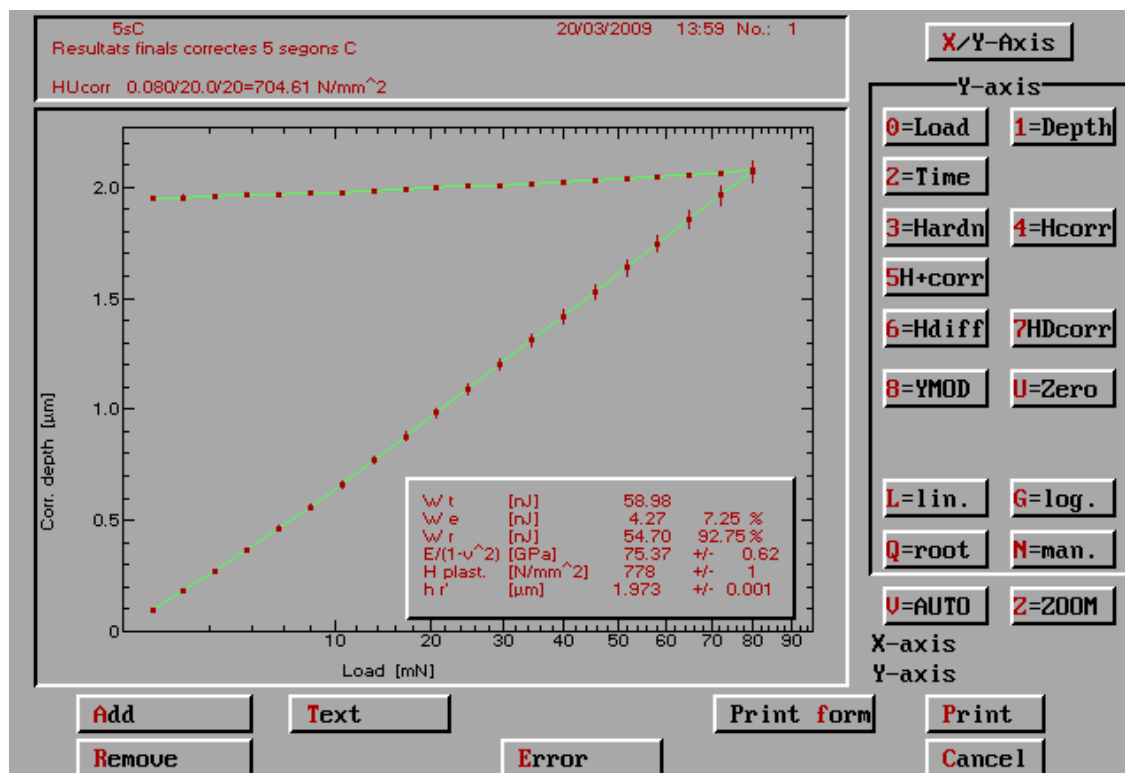 5sC 20/03/2009 13:59 No.: 1
Resultats finals correctes 5 segons C
HUcorr 0.080/20.0/20=704.61 N/mm^2
X/Y-Axis
Y-axis
0=Load 1=Depth
2=Time
3=Hardn 4=Hcorr
5H+corr
6=Hdiff 7HDcorr
8=YMOD U=Zero
L=lin. G=log.
Q=root N=man.
V=AUTO Z=ZOOM
X-axis
Y-axis
Corr. depth [µm]
2.0
1.5
1.0
0.5
0
W t [nJ] 58.98
W e [nJ] 4.27 7.25 %
W r [nJ] 54.70 92.75 %
E/(1-υ^2) [GPa] 75.37 +/- 0.62
H plast. [N/mm^2] 778 +/- 1
h r' [µm] 1.973 +/- 0.001
10 20 30 40 50 60 70 80 90
Load [mN]
Add Text Print form Print
Remove Error Cancel